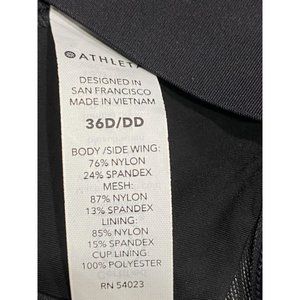 ATHLETA
DESIGNED IN
SAN FRANCISCO
MADE IN VIETNAM
36D/DD
BODY /SIDE WING:
76% NYLON
24% SPANDEX
MESH:
87% NYLON
13% SPANDEX
LINING:
85% NYLON
15% SPANDEX
CUP LINING:
100% POLYESTER
RN 54023